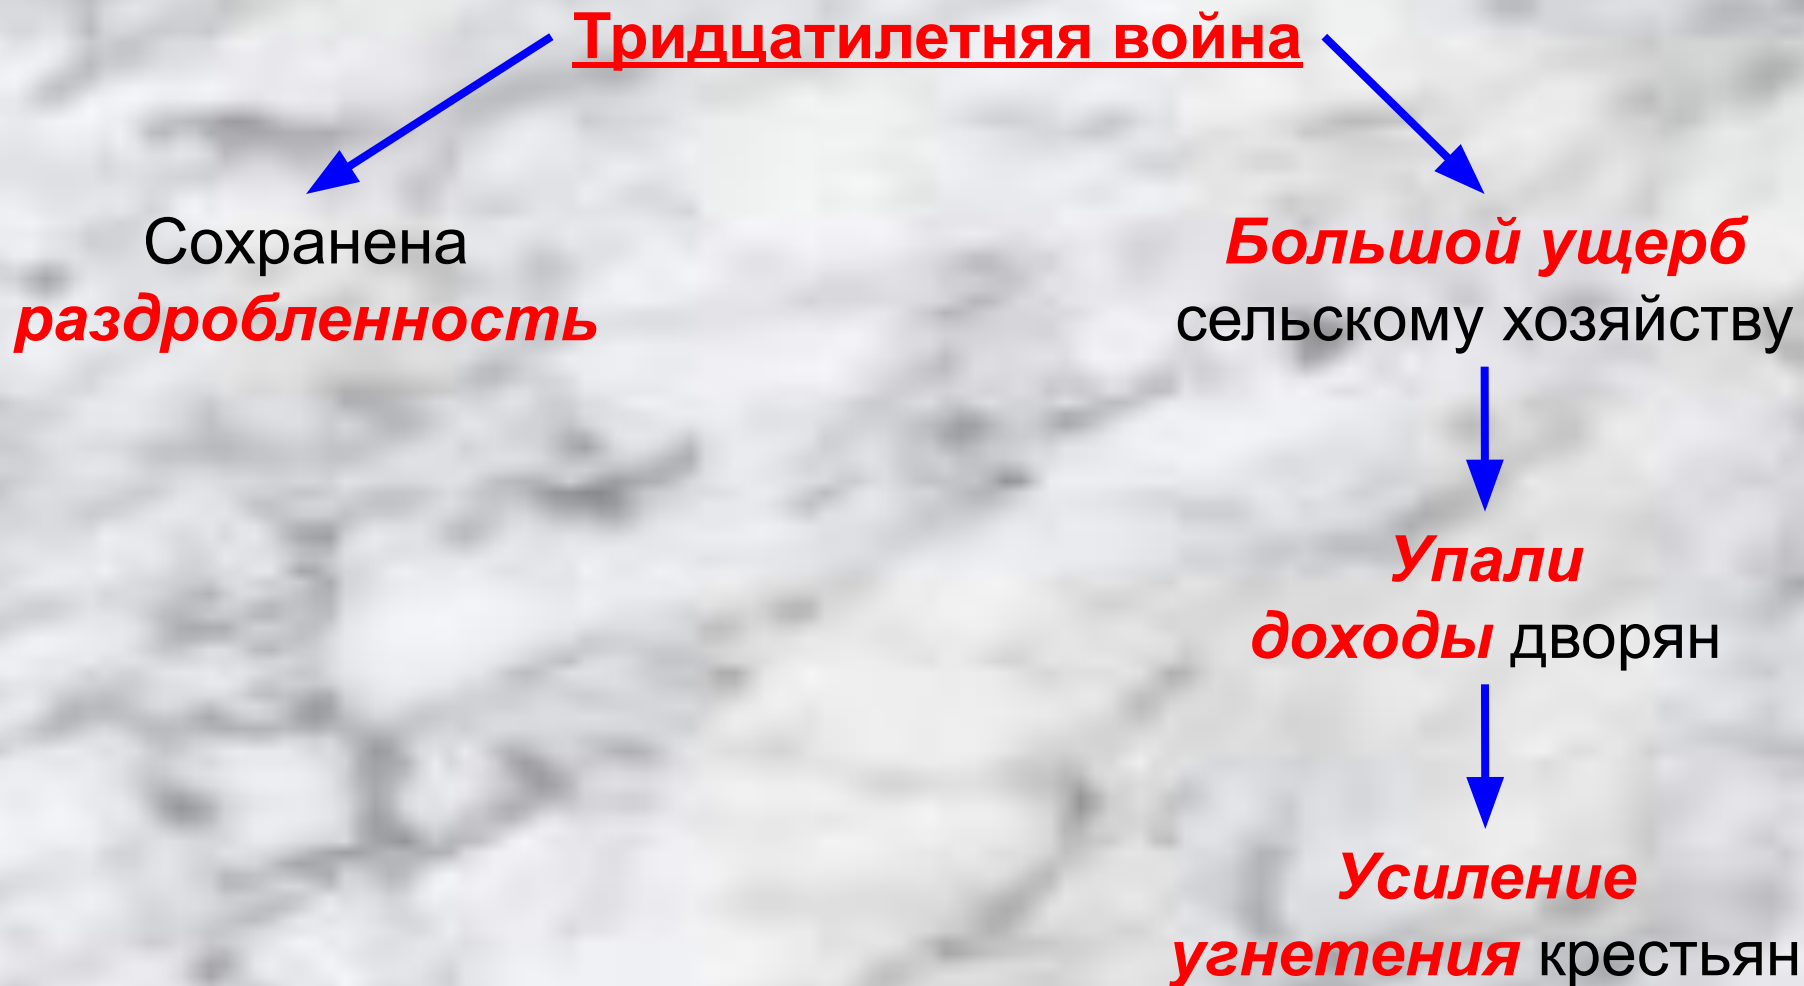 Тридцатилетняя война
Сохранена
раздробленность
Большой ущерб
сельскому хозяйству
Упали
доходы дворян
Усиление
угнетения крестьян